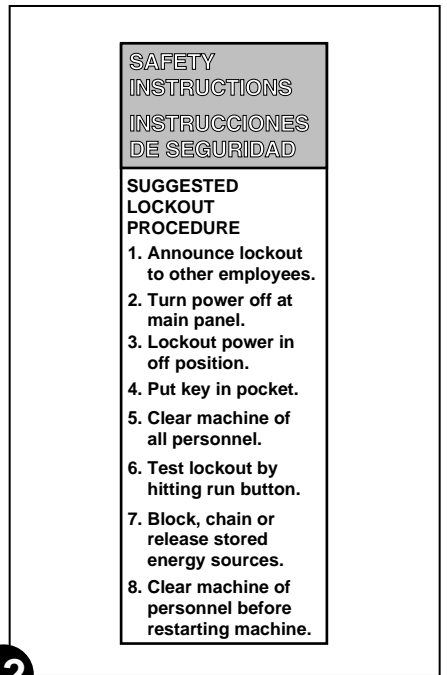 SAFETY
INSTRUCTIONS
INSTRUCCIONES
DE SEGURIDAD
SUGGESTED
LOCKOUT
PROCEDURE
1. Announce lockout
to other employees.
2. Turn power off at
main panel.
3. Lockout power in
off position.
4. Put key in pocket.
5. Clear machine of
all personnel.
6. Test lockout by
hitting run button.
7. Block, chain or
release stored
energy sources.
8. Clear machine of
personnel before
restarting machine.
2